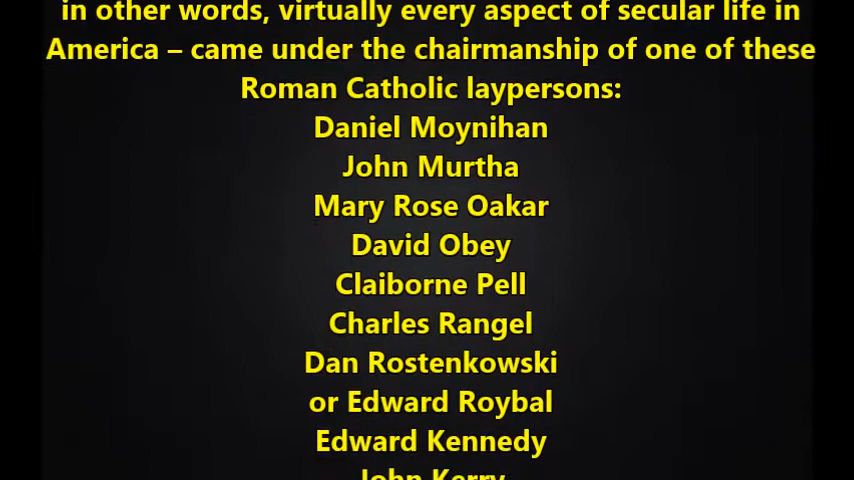 in other words, virtually every aspect of secular life in
America – came under the chairmanship of one of these
Roman Catholic laypersons:
Daniel Moynihan
John Murtha
Mary Rose Oakar
David Obey
Claiborne Pell
Charles Rangel
Dan Rostenkowski
or Edward Roybal
Edward Kennedy
John Kerry